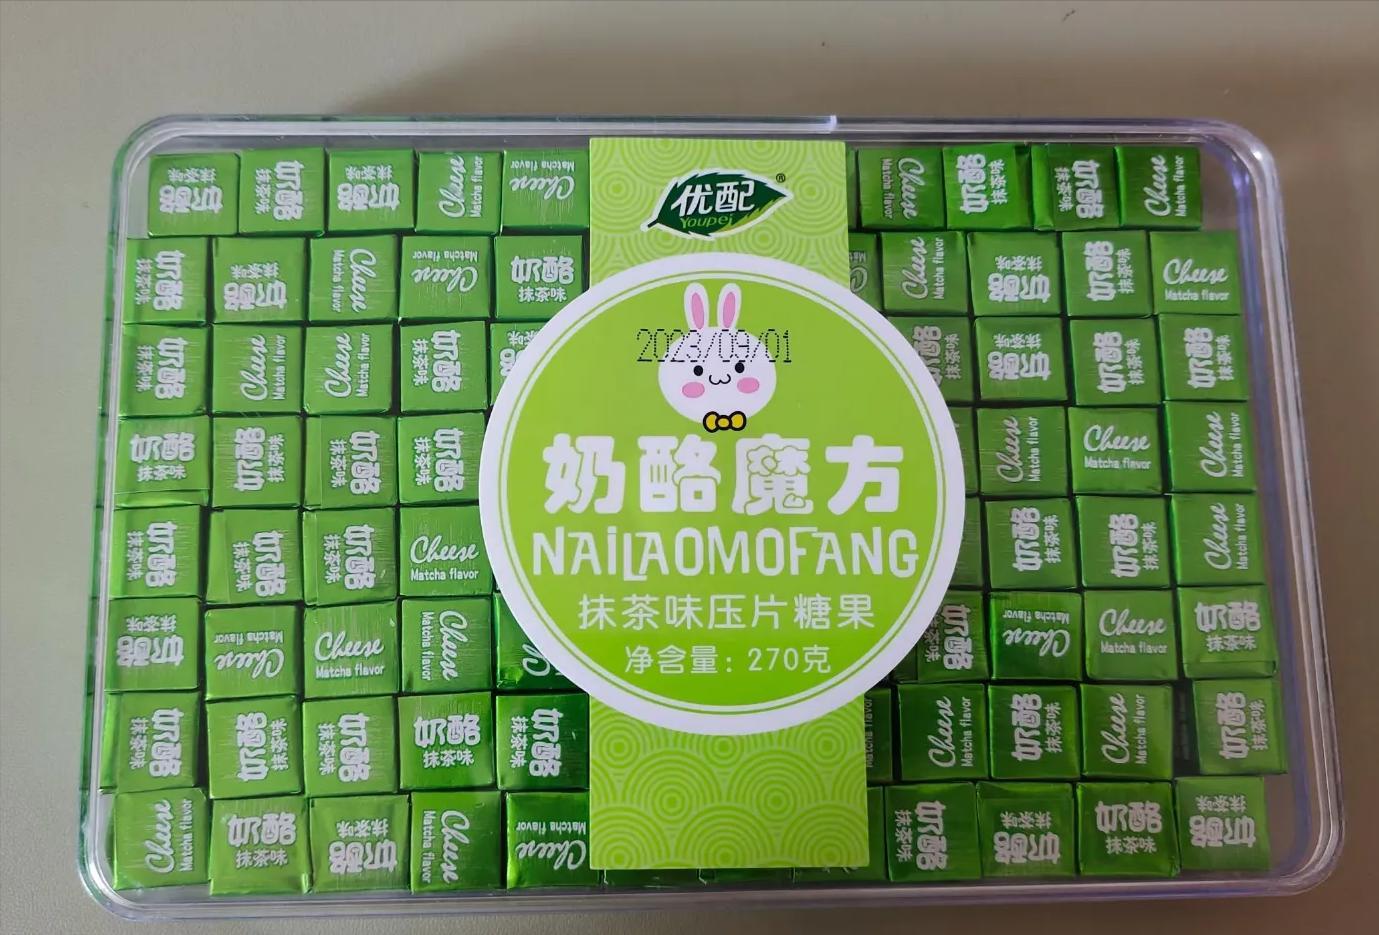 优配®
Youpei
2023/09/01
奶酪魔方
NAiLAOMOFANG
抹茶味压片糖果
净含量：270克
奶酪
抹茶味
Cheese
Matcha flavor